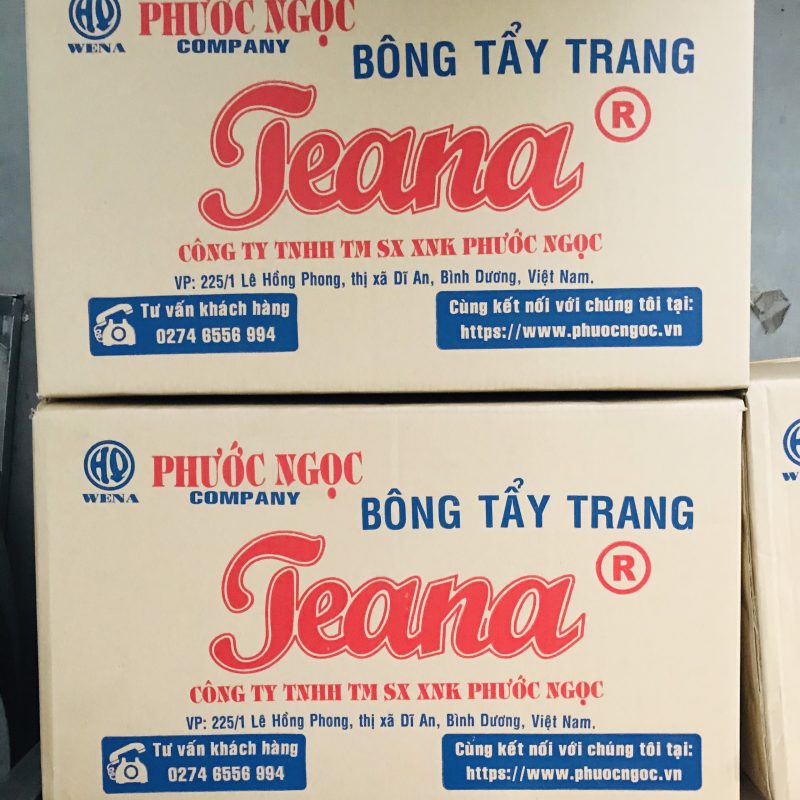 HQ
WENA
PHƯỚC NGỌC
COMPANY
BÔNG TẨY TRANG
Teana ®
CÔNG TY TNHH TM SX XNK PHƯỚC NGỌC
VP: 225/1 Lê Hồng Phong, thị xã Dĩ An, Bình Dương, Việt Nam.
Tư vấn khách hàng
0274 6556 994
Cùng kết nối với chúng tôi tại:
https://www.phuocngoc.vn
HQ
WENA
PHƯỚC NGỌC
COMPANY
BÔNG TẨY TRANG
Teana ®
CÔNG TY TNHH TM SX XNK PHƯỚC NGỌC
VP: 225/1 Lê Hồng Phong, thị xã Dĩ An, Bình Dương, Việt Nam.
Tư vấn khách hàng
0274 6556 994
Cùng kết nối với chúng tôi tại:
https://www.phuocngoc.vn